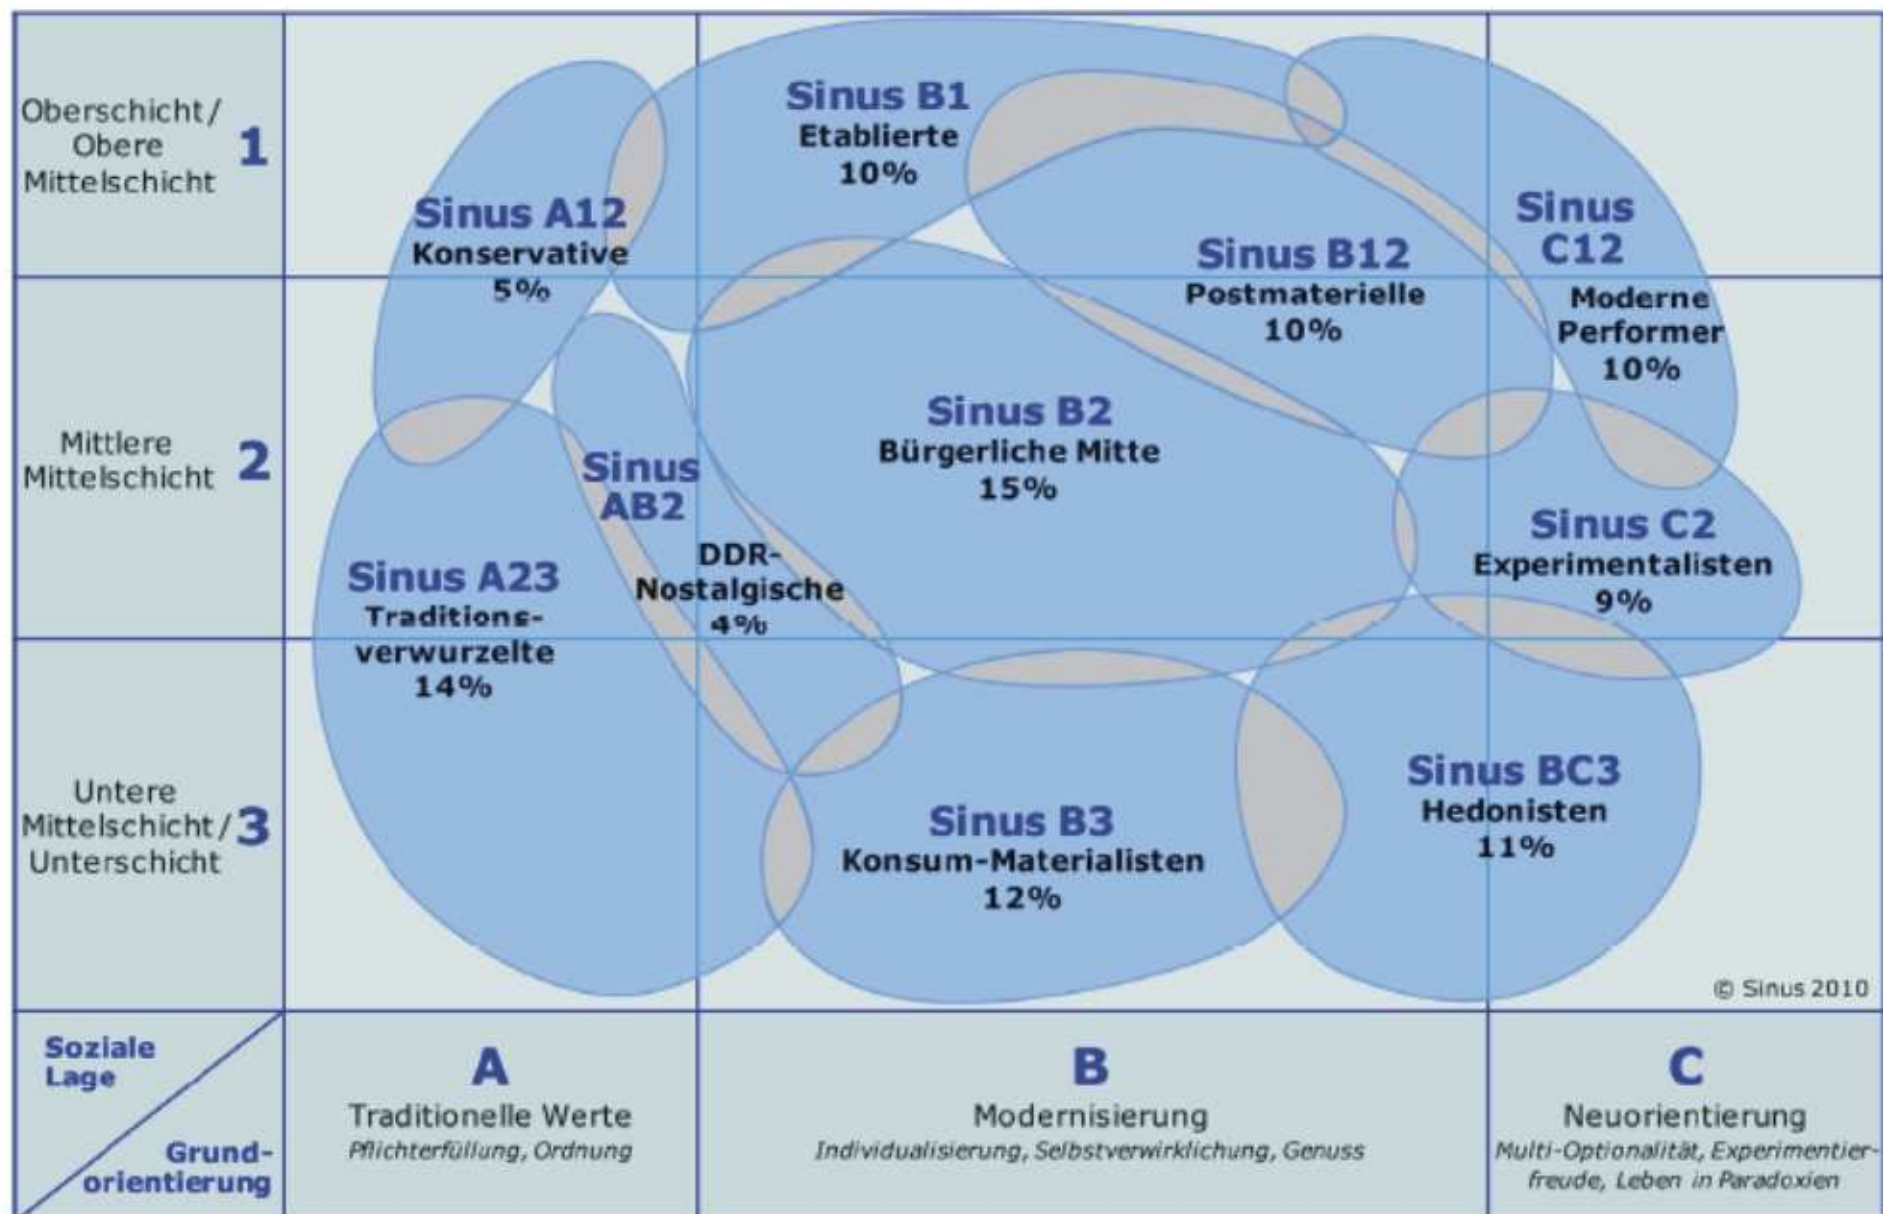 Oberschicht /
Obere
Mittelschicht
1
Sinus A12
Konservative
5%
Sinus B1
Etablierte
10%
Sinus B12
Postmaterielle
10%
Sinus
C12
Moderne
Performer
10%
Mittlere
Mittelschicht
2
Sinus
AB2
DDR-
Nostalgische
4%
Sinus B2
Bürgerliche Mitte
15%
Sinus C2
Experimentalisten
9%
Sinus A23
Traditions-
verwurzelte
14%
Untere
Mittelschicht /
Unterschicht
3
Sinus B3
Konsum-Materialisten
12%
Sinus BC3
Hedonisten
11%
© Sinus 2010
Soziale
Lage
Grund-
orientierung
A
Traditionelle Werte
Pflichterfüllung, Ordnung
B
Modernisierung
Individualisierung, Selbstverwirklichung, Genuss
C
Neuorientierung
Multi-Optionalität, Experimentier-
freude, Leben in Paradoxien